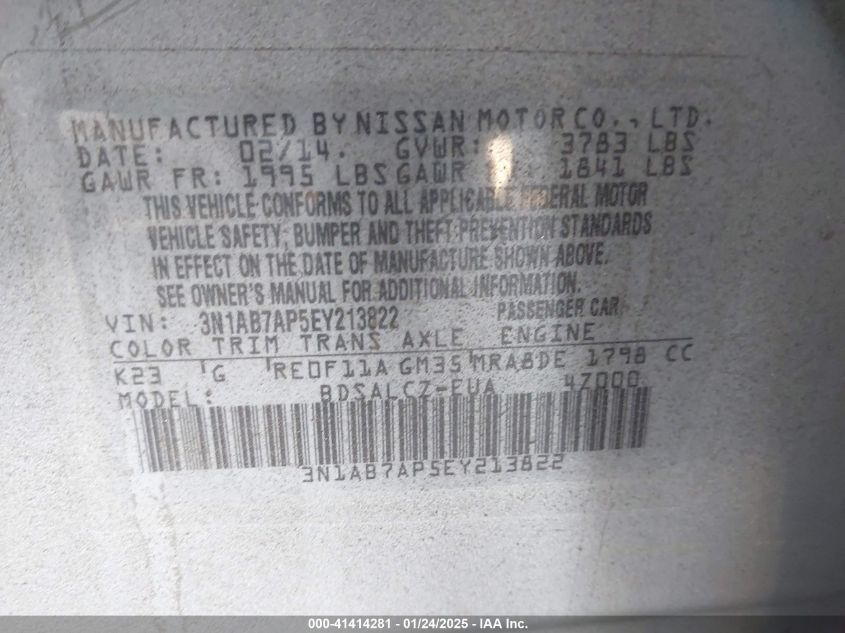 MANUFACTURED BY NISSAN MOTOR CO., LTD.
DATE: 02/14. GVWR: 3783 LBS
GAWR FR: 1995 LBS GAWR 1841 LBS
THIS VEHICLE CONFORMS TO ALL APPLICABLE FEDERAL MOTOR
VEHICLE SAFETY, BUMPER AND THEFT PREVENTION STANDARDS
IN EFFECT ON THE DATE OF MANUFACTURE SHOWN ABOVE.
SEE OWNER'S MANUAL FOR ADDITIONAL INFORMATION.
VIN: 3N1AB7AP5EY213822 PASSENGER CAR
COLOR TRIM TRANS AXLE ENGINE
K23 G RE0F11A GM35 MRA8DE 1798 CC
MODEL: BDSALCZ-EUA 4Z000
3N1AB7AP5EY213822
000-41414281 - 01/24/2025 - IAA Inc.